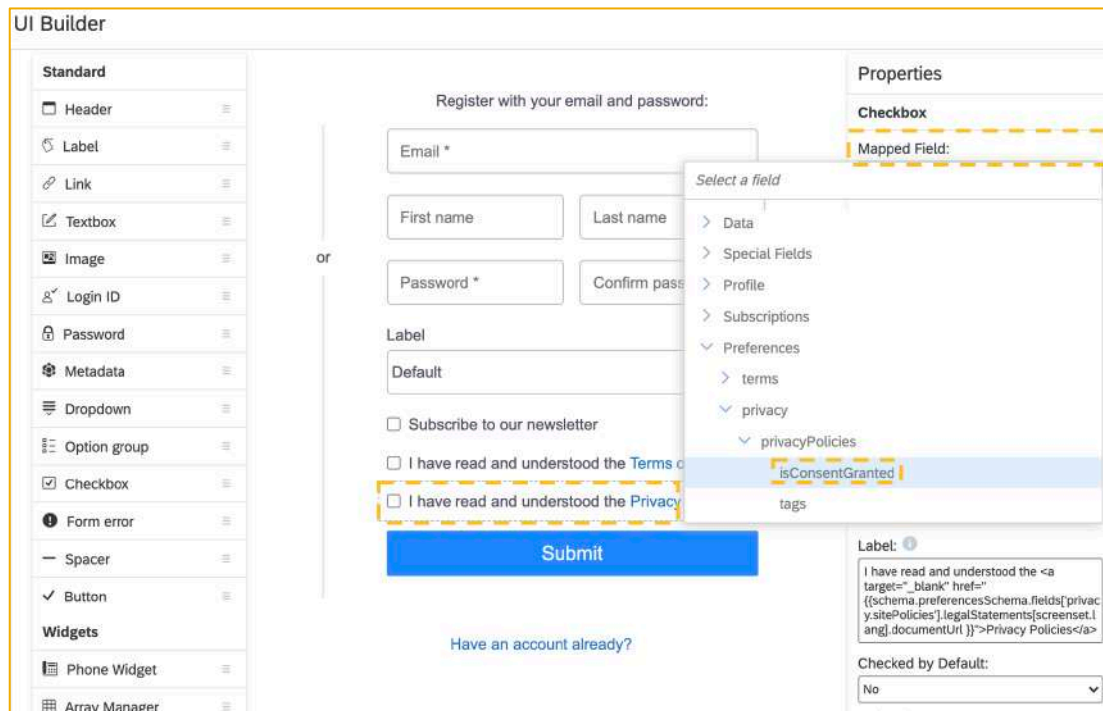 UI Builder
Standard
Header
Label
Link
Textbox
Image
Login ID
Password
Metadata
Dropdown
Option group
Checkbox
Form error
Spacer
Button
Widgets
Phone Widget
Array Manager
or
Register with your email and password:
Email *
First name
Last name
Password *
Confirm pass
Label
Default
Subscribe to our newsletter
I have read and understood the Terms o
I have read and understood the Privacy
Submit
Have an account already?
Properties
Checkbox
Mapped Field:
Select a field
Data
Special Fields
Profile
Subscriptions
Preferences
terms
privacy
privacyPolicies
isConsentGranted
tags
Label:
I have read and understood the <a
target="_blank" href="
{{schema.preferencesSchema.fields['privac
y.sitePolicies'].legalStatements[screenset.l
ang].documentUrl }}">Privacy Policies</a>
Checked by Default:
No